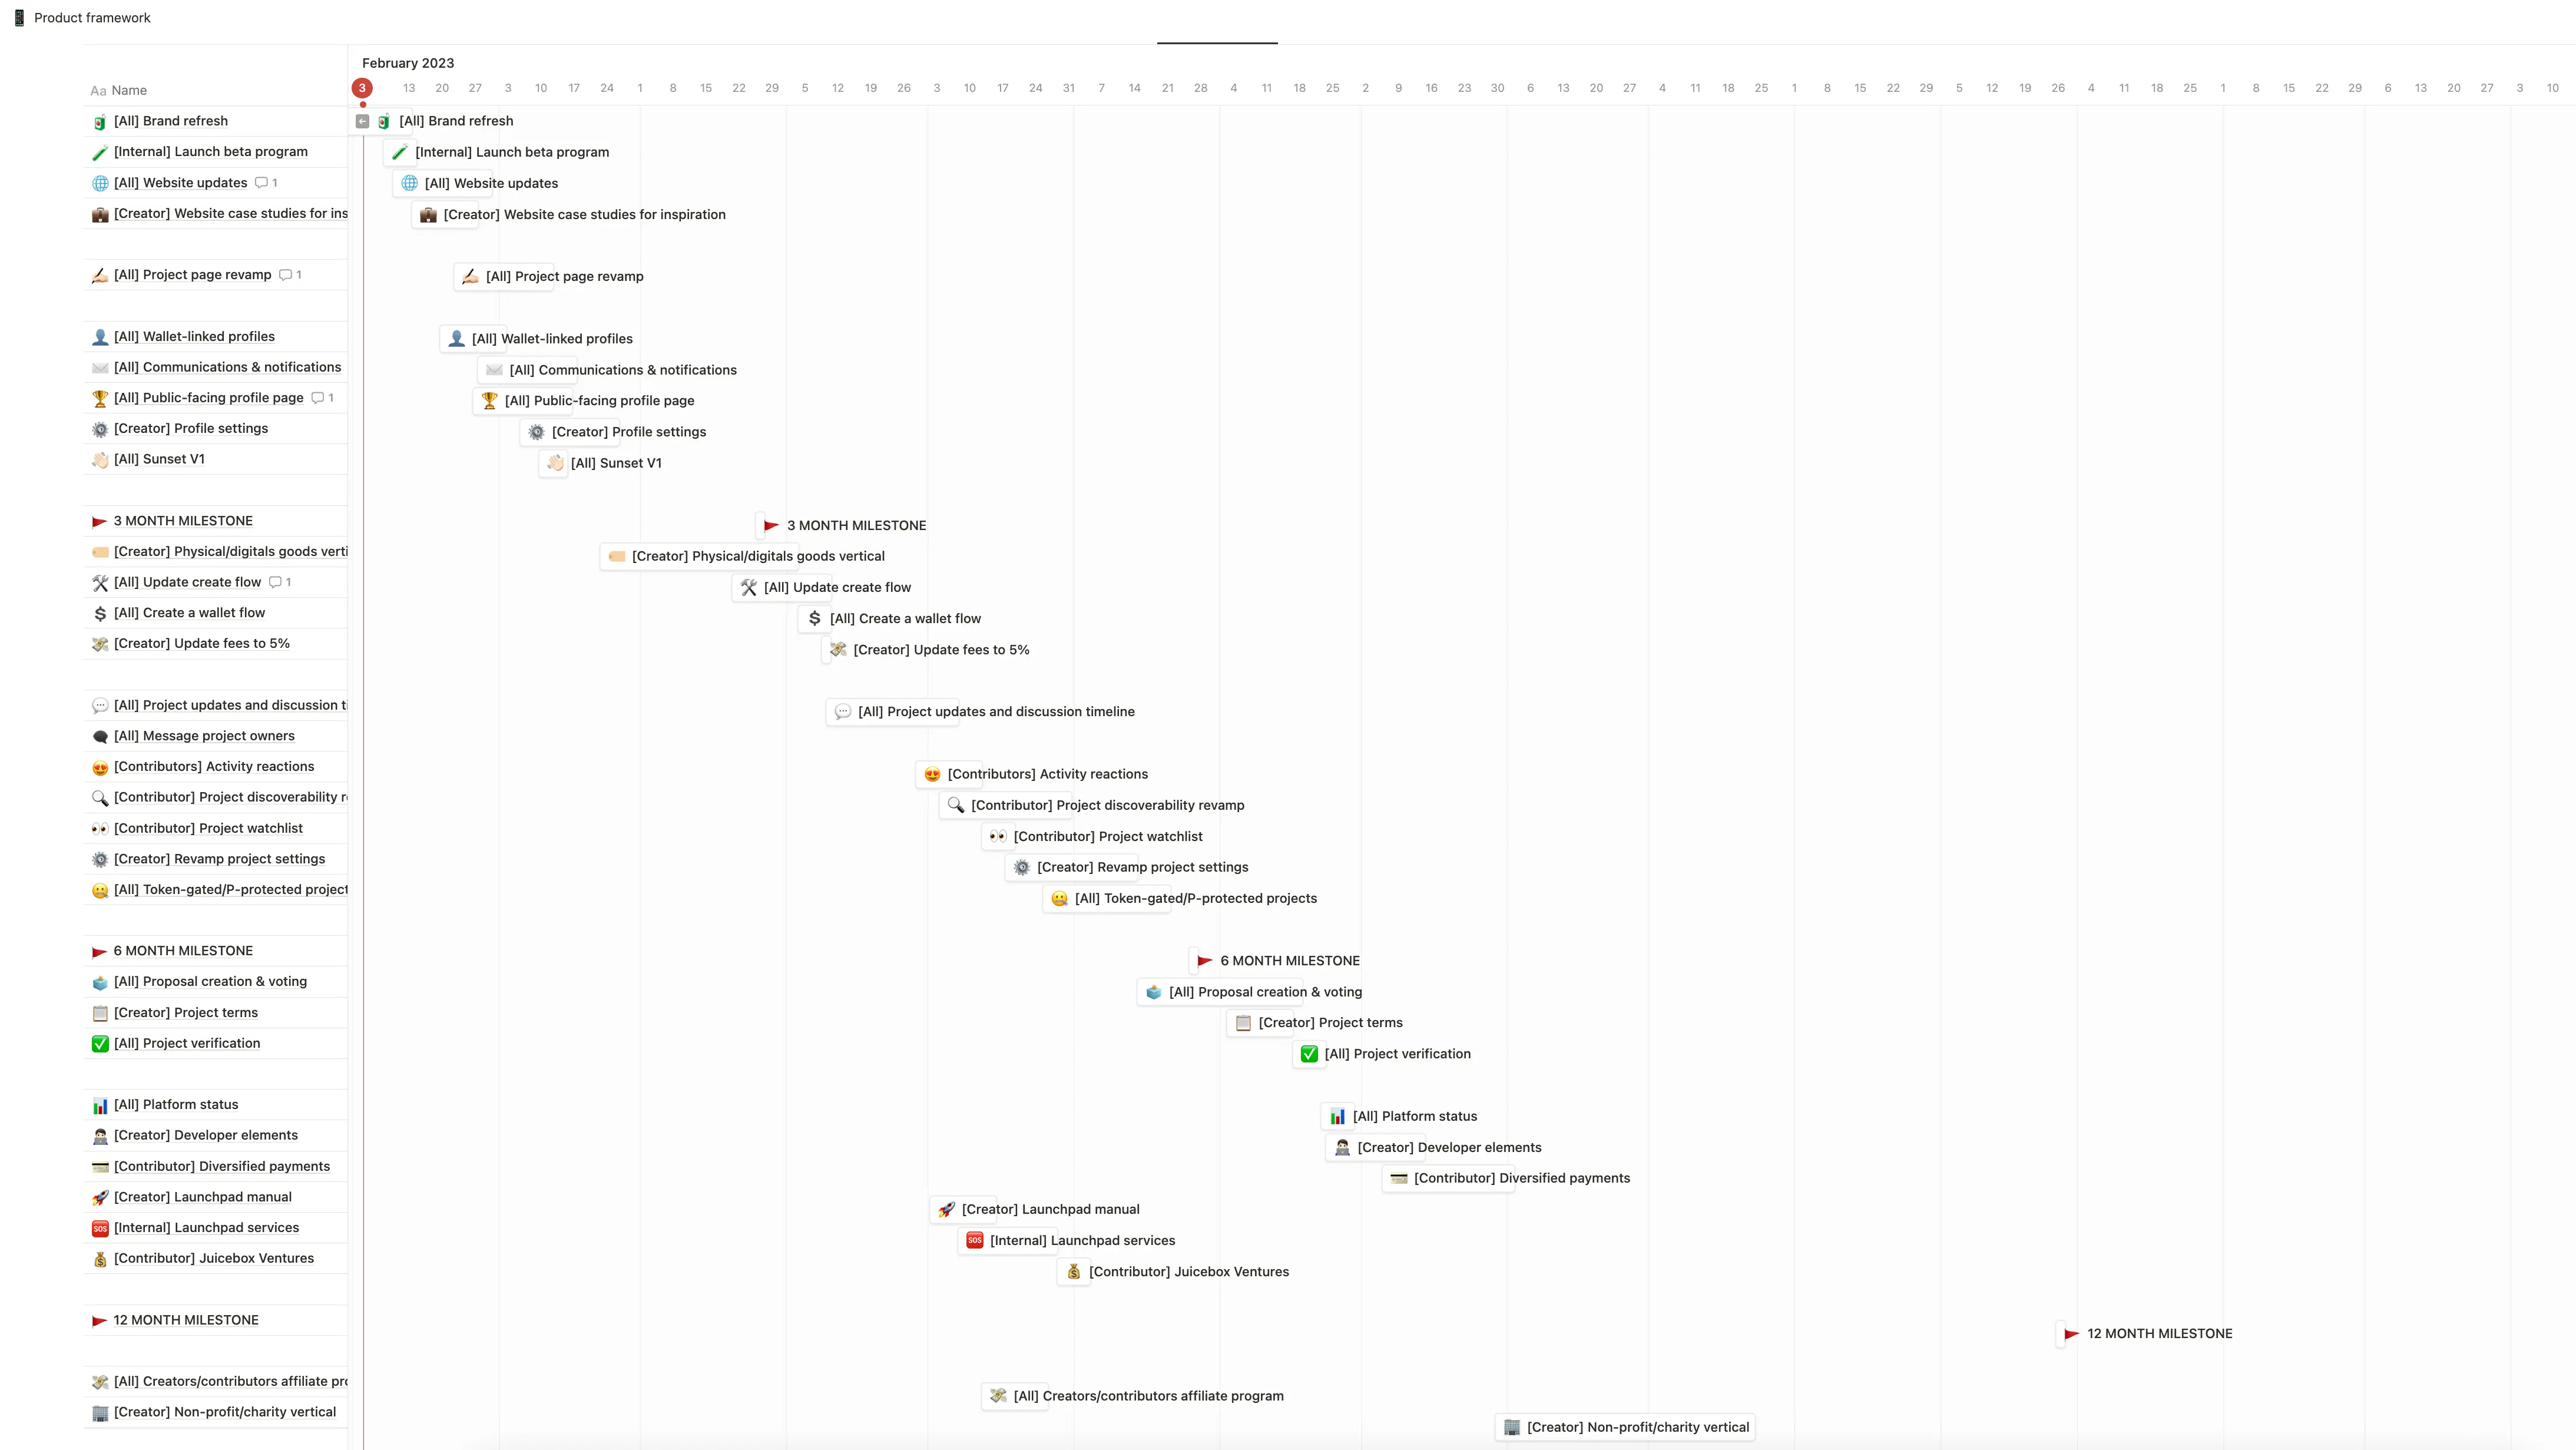 Product framework
February 2023
Aa Name
3 13 20 27 3 10 17 24 1 8 15 22 29 5 12 19 26 3 10 17 24 31 7 14 21 28 4 11 18 25 2 9 16 23 30 6 13 20 27 4 11 18 25 1 8 15 22 29 5 12 19 26 4 11 18 25 1 8 15 22 29 6 13 20 27 3 10
[All] Brand refresh
[All] Brand refresh
[Internal] Launch beta program
[Internal] Launch beta program
[All] Website updates 1
[All] Website updates
[Creator] Website case studies for ins
[Creator] Website case studies for inspiration
[All] Project page revamp 1
[All] Project page revamp
[All] Wallet-linked profiles
[All] Wallet-linked profiles
[All] Communications & notifications
[All] Communications & notifications
[All] Public-facing profile page 1
[All] Public-facing profile page
[Creator] Profile settings
[Creator] Profile settings
[All] Sunset V1
[All] Sunset V1
3 MONTH MILESTONE
3 MONTH MILESTONE
[Creator] Physical/digitals goods verti
[Creator] Physical/digitals goods vertical
[All] Update create flow 1
[All] Update create flow
[All] Create a wallet flow
[All] Create a wallet flow
[Creator] Update fees to 5%
[Creator] Update fees to 5%
[All] Project updates and discussion ti
[All] Project updates and discussion timeline
[All] Message project owners
[Contributors] Activity reactions
[Contributors] Activity reactions
[Contributor] Project discoverability r
[Contributor] Project discoverability revamp
[Contributor] Project watchlist
[Contributor] Project watchlist
[Creator] Revamp project settings
[Creator] Revamp project settings
[All] Token-gated/P-protected project
[All] Token-gated/P-protected projects
6 MONTH MILESTONE
6 MONTH MILESTONE
[All] Proposal creation & voting
[All] Proposal creation & voting
[Creator] Project terms
[Creator] Project terms
[All] Project verification
[All] Project verification
[All] Platform status
[All] Platform status
[Creator] Developer elements
[Creator] Developer elements
[Contributor] Diversified payments
[Contributor] Diversified payments
[Creator] Launchpad manual
[Creator] Launchpad manual
[Internal] Launchpad services
SOS [Internal] Launchpad services
[Contributor] Juicebox Ventures
[Contributor] Juicebox Ventures
12 MONTH MILESTONE
12 MONTH MILESTONE
[All] Creators/contributors affiliate pro
[All] Creators/contributors affiliate program
[Creator] Non-profit/charity vertical
[Creator] Non-profit/charity vertical